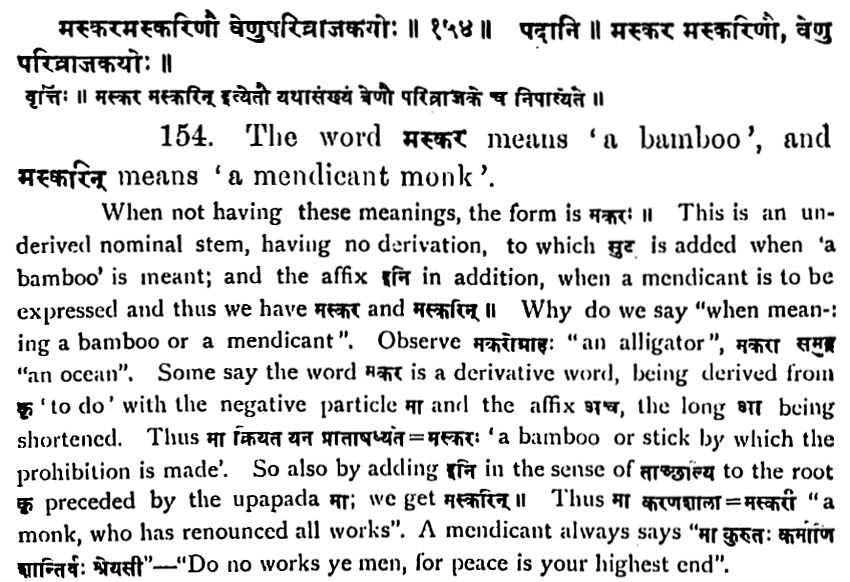 मस्करमस्करिणौ वेणुपरिव्राजकयोः ॥ १५४ ॥ पदानि ॥ मस्कर मस्करिणौ, वेणु
परिव्राजकयोः ॥
वृत्तिः ॥ मस्कर मस्करिन् इत्येतौ यथासंख्यं वेणौ परिव्राजके च निपात्येते ॥
154. The word मस्कर means ‘a bamboo’, and
मस्करिन् means ‘a mendicant monk’.
When not having these meanings, the form is मकरः ॥ This is an un-
derived nominal stem, having no derivation, to which सुट् is added when ‘a
bamboo’ is meant; and the affix इनि in addition, when a mendicant is to be
expressed and thus we have मस्कर and मस्करिन् ॥ Why do we say “when mean-:
ing a bamboo or a mendicant”. Observe मकरोग्राहः “an alligator”, मकरा समुद्र
“an ocean”. Some say the word मकर is a derivative word, being derived from
कृ ‘to do’ with the negative particle मा and the affix अच, the long आ being
shortened. Thus मा क्रियत यन =मस्करः ‘a bamboo or stick by which the
prohibition is made’. So also by adding इनि in the sense of ताच्छील्य to the root
कृ preceded by the upapada मा; we get मस्करिन् ॥ Thus मा करणशाला=मस्करी “a
monk, who has renounced all works”. A mendicant always says “मा कुरुतः कर्माणि
शान्तिर्वः श्रेयसी”—“Do no works ye men, for peace is your highest end”.